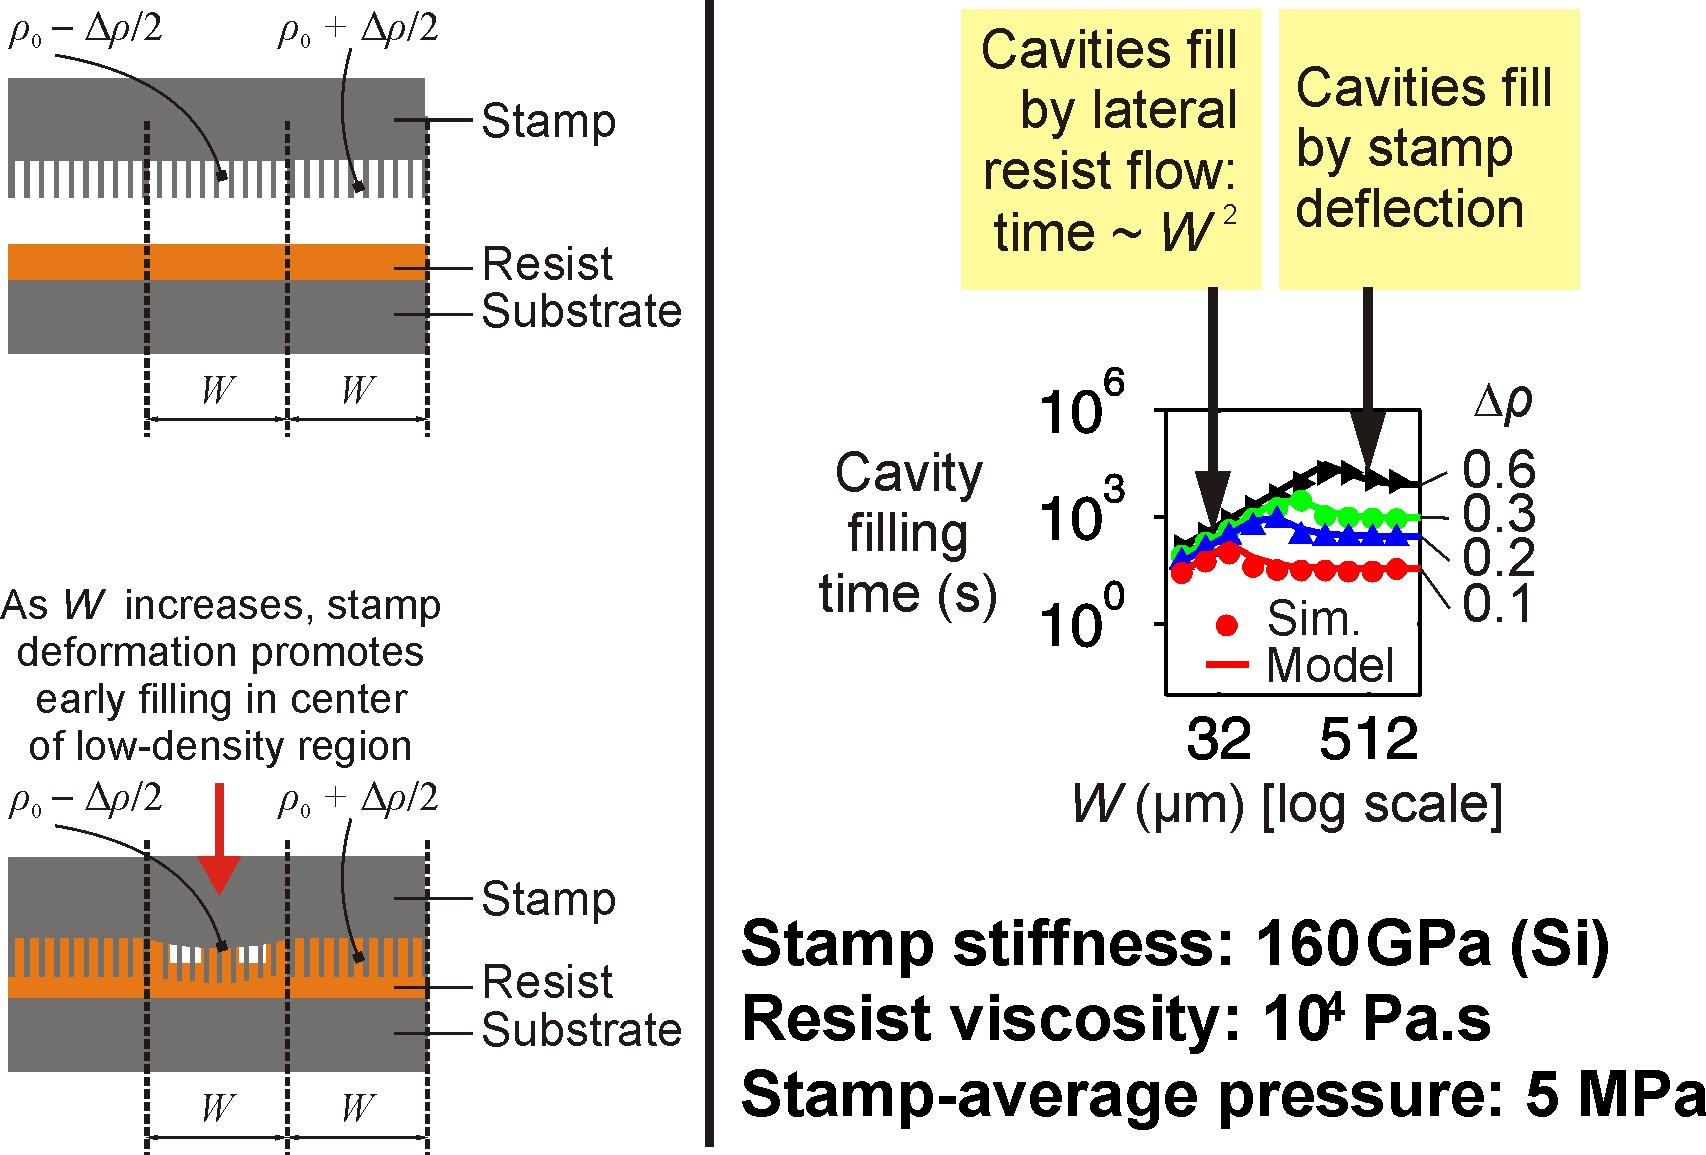 ρ₀ − Δρ/2
ρ₀ + Δρ/2
Stamp
Resist
Substrate
W
W
As W increases, stamp
deformation promotes
early filling in center
of low-density region
ρ₀ − Δρ/2
ρ₀ + Δρ/2
Stamp
Resist
Substrate
W
W
Cavities fill
by lateral
resist flow:
time ~ W²
Cavities fill
by stamp
deflection
Cavity
filling
time (s)
10⁶
10³
10⁰
Δρ
0.6
0.3
0.2
0.1
Sim.
Model
32
512
W (μm) [log scale]
Stamp stiffness: 160 GPa (Si)
Resist viscosity: 10⁴ Pa.s
Stamp-average pressure: 5 MPa